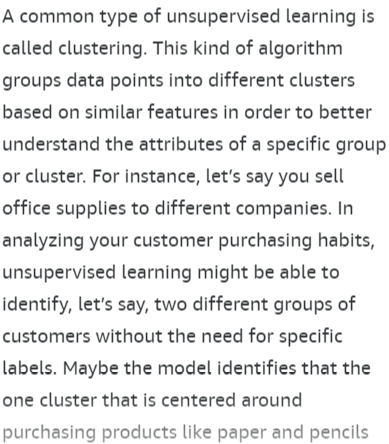 A common type of unsupervised learning is
called clustering. This kind of algorithm
groups data points into different clusters
based on similar features in order to better
understand the attributes of a specific group
or cluster. For instance, let’s say you sell
office supplies to different companies. In
analyzing your customer purchasing habits,
unsupervised learning might be able to
identify, let’s say, two different groups of
customers without the need for specific
labels. Maybe the model identifies that the
one cluster that is centered around
purchasing products like paper and pencils